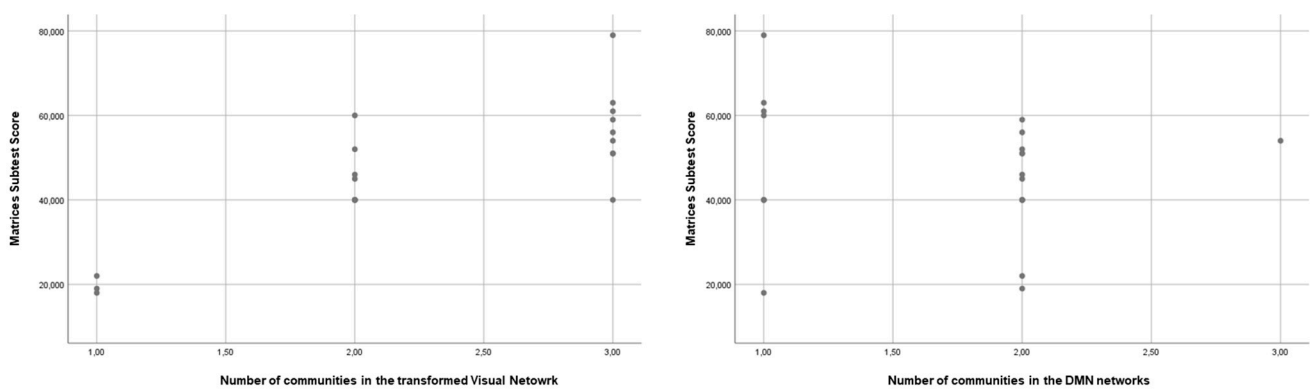 80,000
60,000
40,000
20,000
Matrices Subtest Score
1,00 1,50 2,00 2,50 3,00
Number of communities in the transformed Visual Netowrk
80,000
60,000
40,000
20,000
Matrices Subtest Score
1,00 1,50 2,00 2,50 3,00
Number of communities in the DMN networks